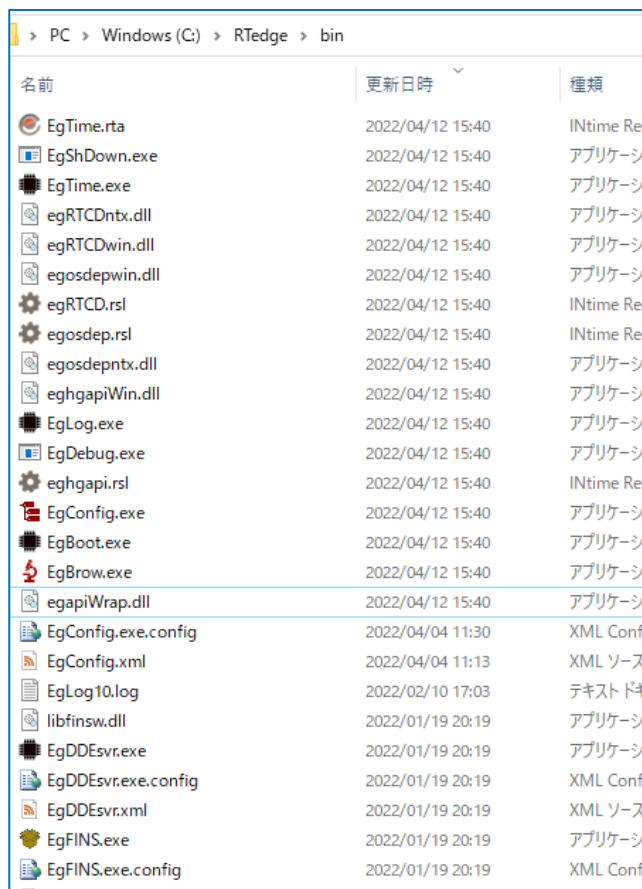 PC > Windows (C:) > RTedge > bin
名前 更新日時 種類
EgTime.rta 2022/04/12 15:40 INtime Re
EgShDown.exe 2022/04/12 15:40 アプリケーシ
EgTime.exe 2022/04/12 15:40 アプリケーシ
egRTCDntx.dll 2022/04/12 15:40 アプリケーシ
egRTCDwin.dll 2022/04/12 15:40 アプリケーシ
egosdepwin.dll 2022/04/12 15:40 アプリケーシ
egRTCD.rsl 2022/04/12 15:40 INtime Re
egosdep.rsl 2022/04/12 15:40 INtime Re
egosdepntx.dll 2022/04/12 15:40 アプリケーシ
eghgapiWin.dll 2022/04/12 15:40 アプリケーシ
EgLog.exe 2022/04/12 15:40 アプリケーシ
EgDebug.exe 2022/04/12 15:40 アプリケーシ
eghgapi.rsl 2022/04/12 15:40 INtime Re
EgConfig.exe 2022/04/12 15:40 アプリケーシ
EgBoot.exe 2022/04/12 15:40 アプリケーシ
EgBrow.exe 2022/04/12 15:40 アプリケーシ
egapiWrap.dll 2022/04/12 15:40 アプリケーシ
EgConfig.exe.config 2022/04/04 11:30 XML Conf
EgConfig.xml 2022/04/04 11:13 XML ソース
EgLog10.log 2022/02/10 17:03 テキスト ドキ
libfinsw.dll 2022/01/19 20:19 アプリケーシ
EgDDEsvr.exe 2022/01/19 20:19 アプリケーシ
EgDDEsvr.exe.config 2022/01/19 20:19 XML Conf
EgDDEsvr.xml 2022/01/19 20:19 XML ソース
EgFINS.exe 2022/01/19 20:19 アプリケーシ
EgFINS.exe.config 2022/01/19 20:19 XML Conf